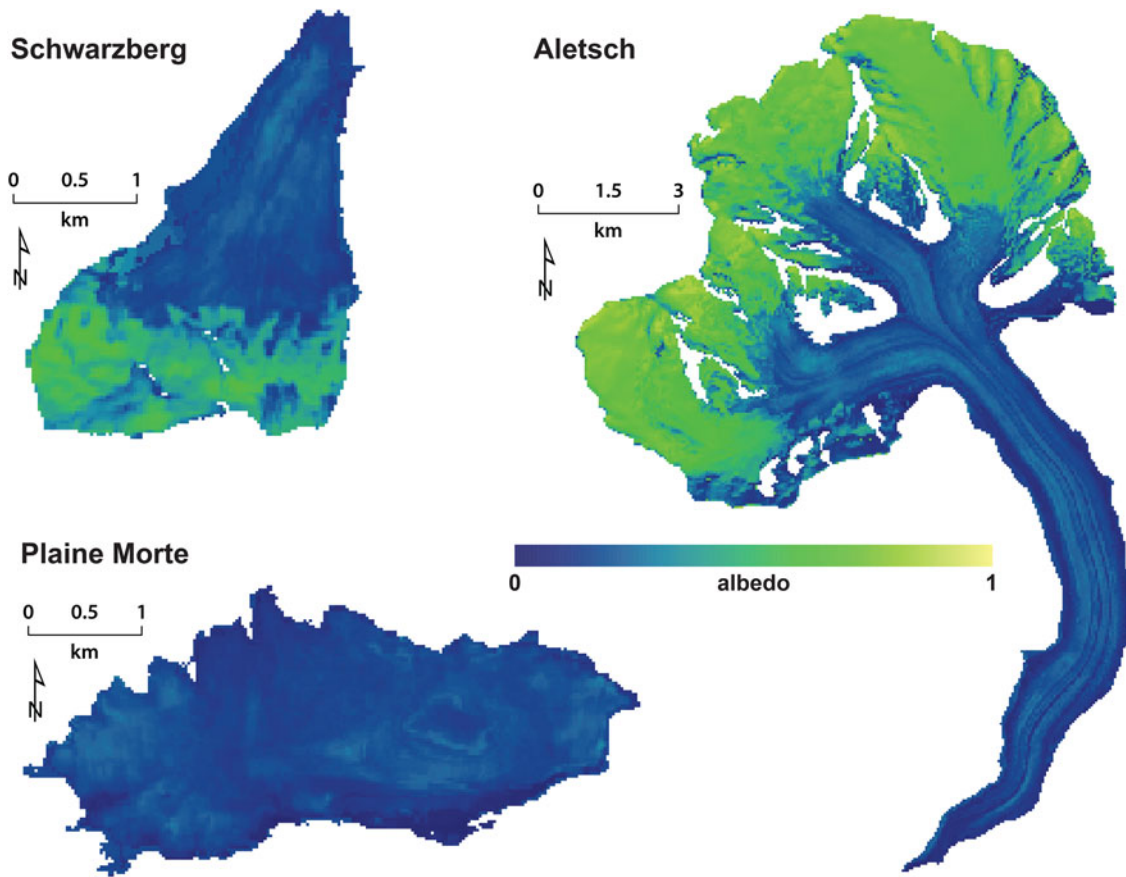 Schwarzberg
0 0.5 1
km
N
Aletsch
0 1.5 3
km
N
Plaine Morte
0 0.5 1
km
N
0 albedo 1